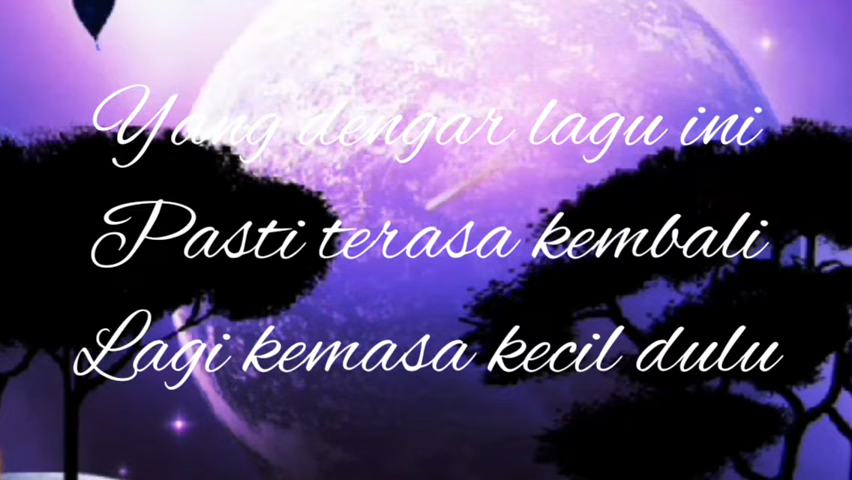 Yang dengar lagu ini
Pasti terasa kembali
Lagi kemasa kecil dulu